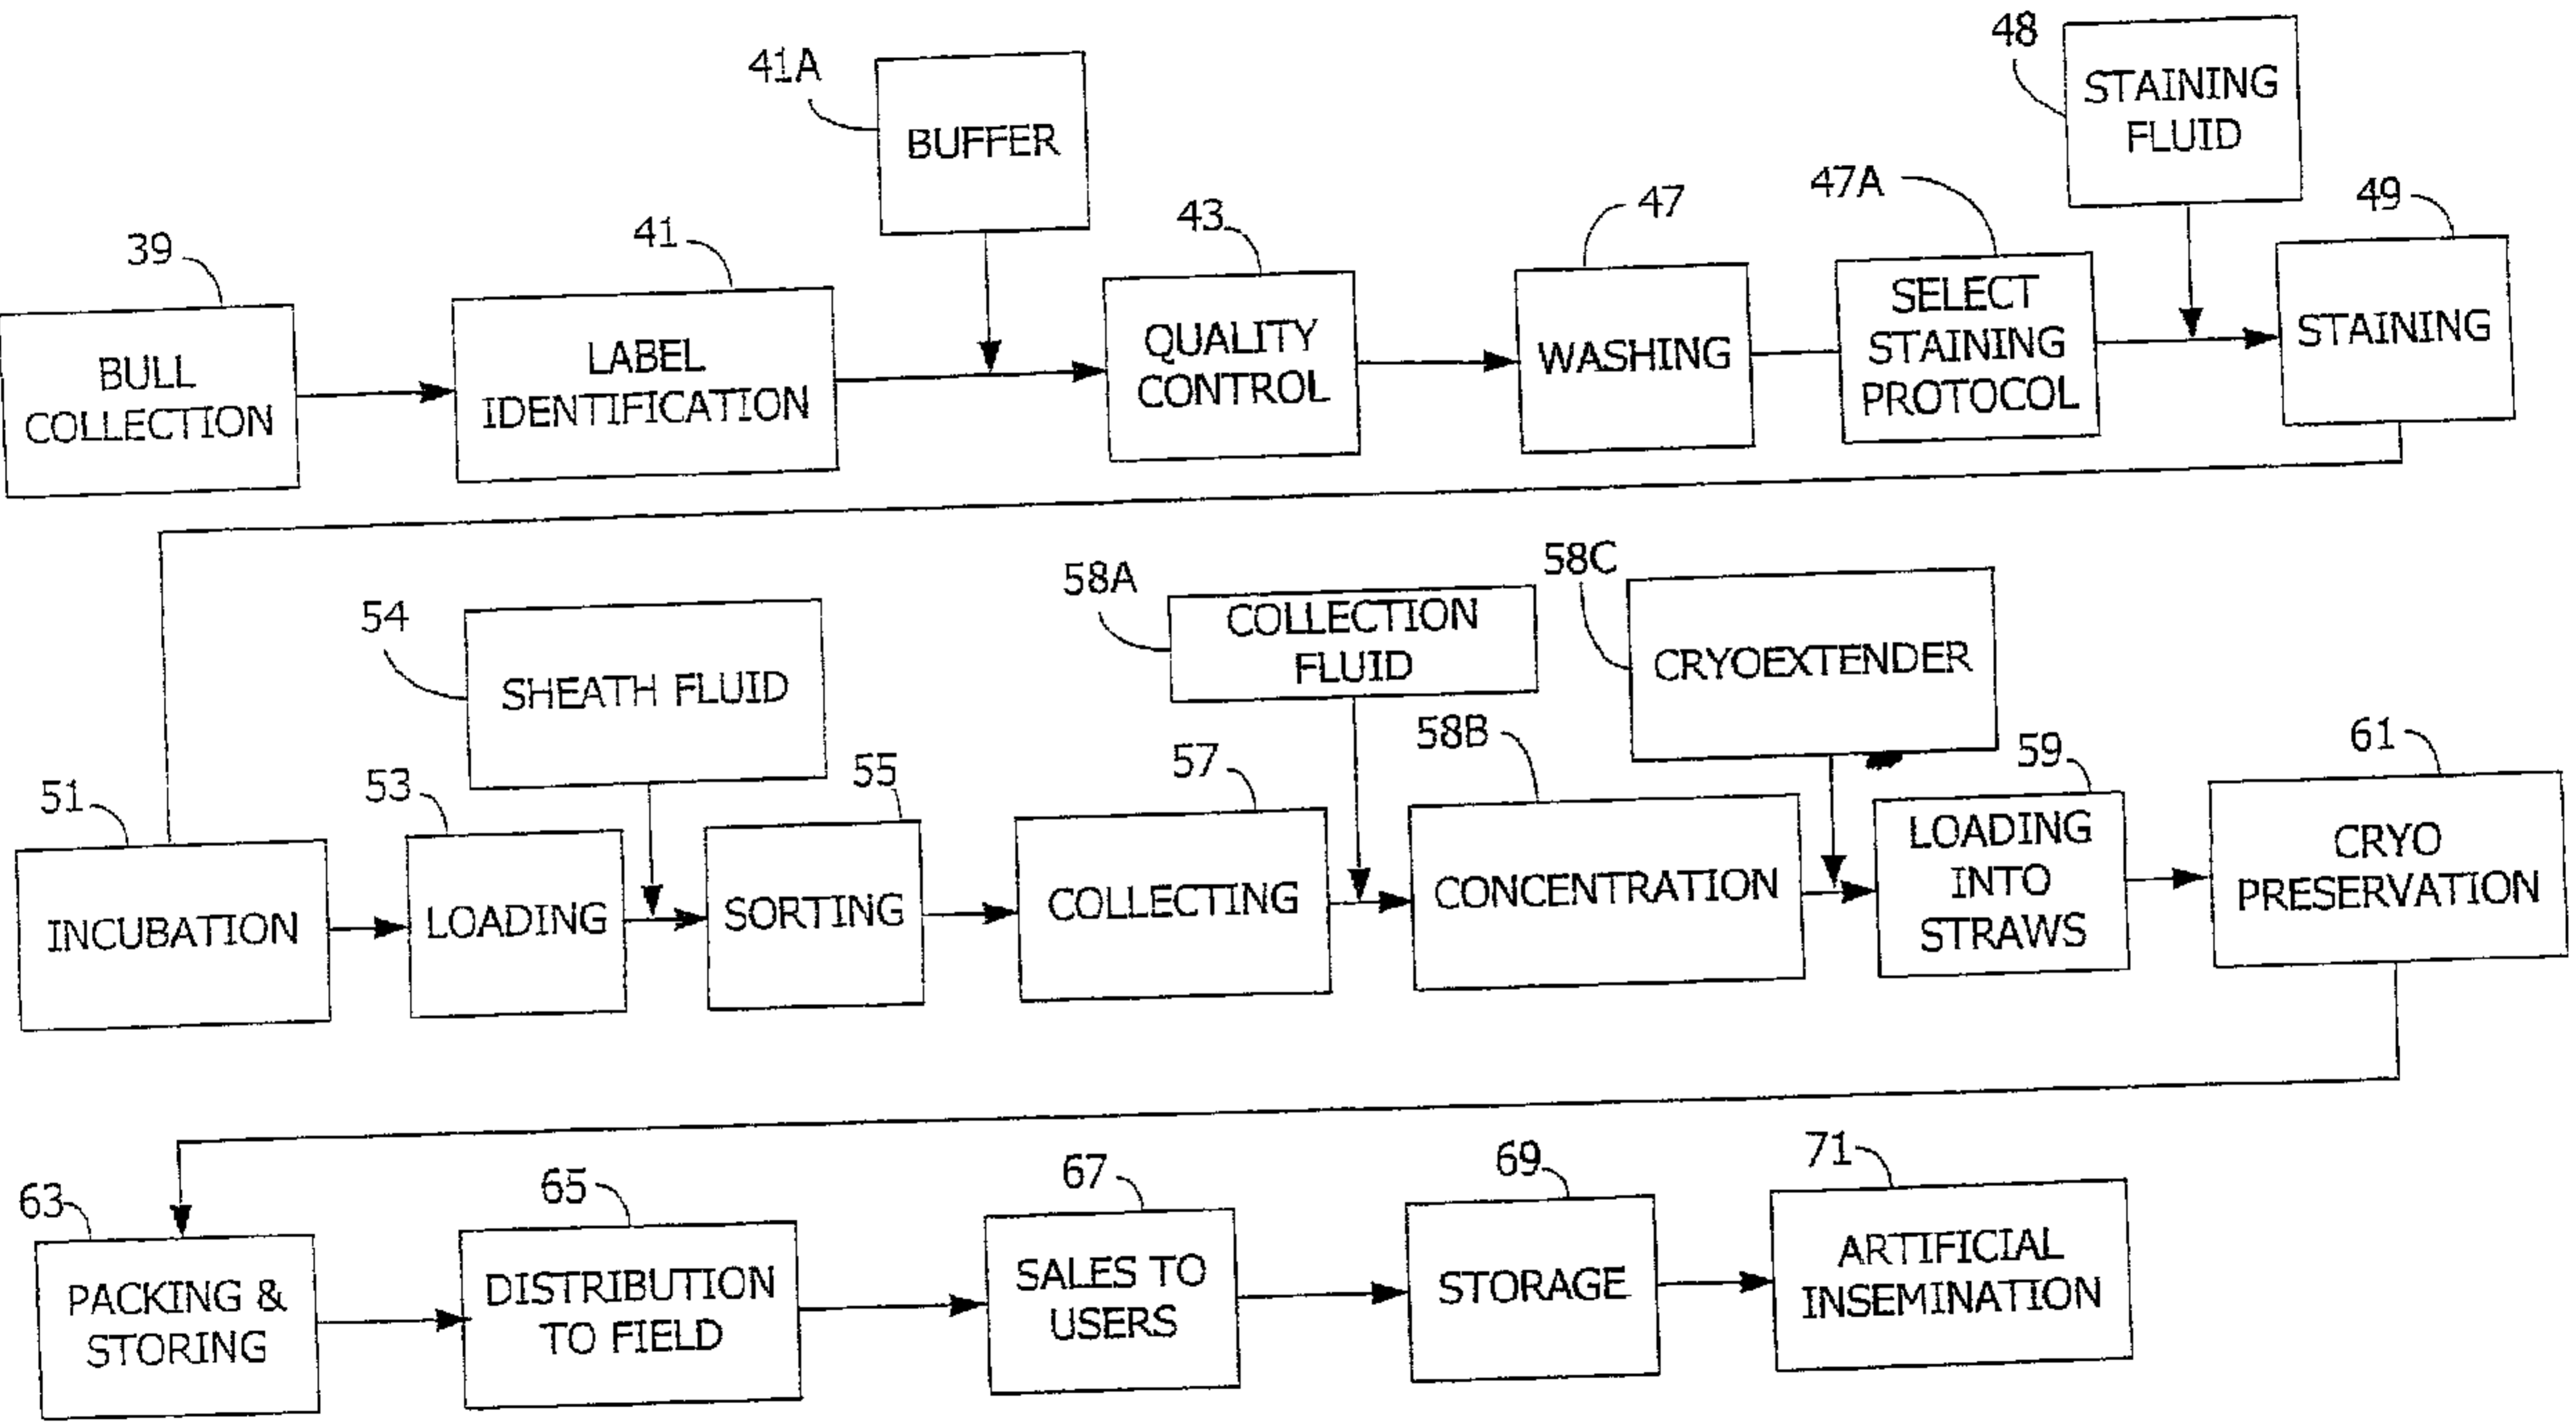 41A
BUFFER
48
STAINING
FLUID
39
BULL
COLLECTION
41
LABEL
IDENTIFICATION
43
QUALITY
CONTROL
47
WASHING
47A
SELECT
STAINING
PROTOCOL
49
STAINING
54
SHEATH FLUID
58A
COLLECTION
FLUID
58C
CRYOEXTENDER
51
INCUBATION
53
LOADING
55
SORTING
57
COLLECTING
58B
CONCENTRATION
59
LOADING
INTO
STRAWS
61
CRYO
PRESERVATION
63
PACKING &
STORING
65
DISTRIBUTION
TO FIELD
67
SALES TO
USERS
69
STORAGE
71
ARTIFICIAL
INSEMINATION